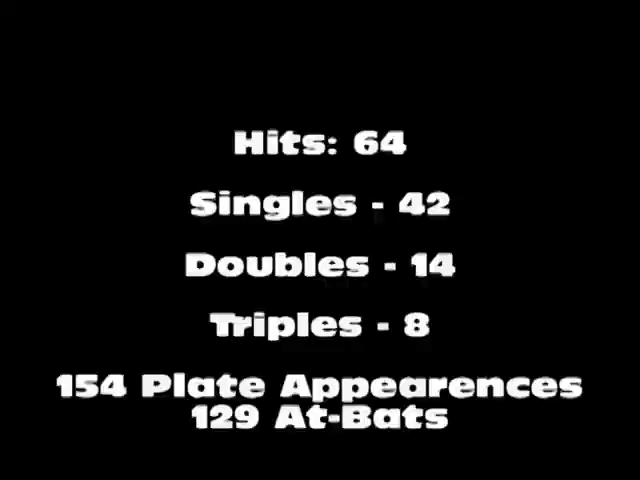 Hits: 64
Singles - 42
Doubles - 14
Triples - 8
154 Plate Appearences
129 At-Bats